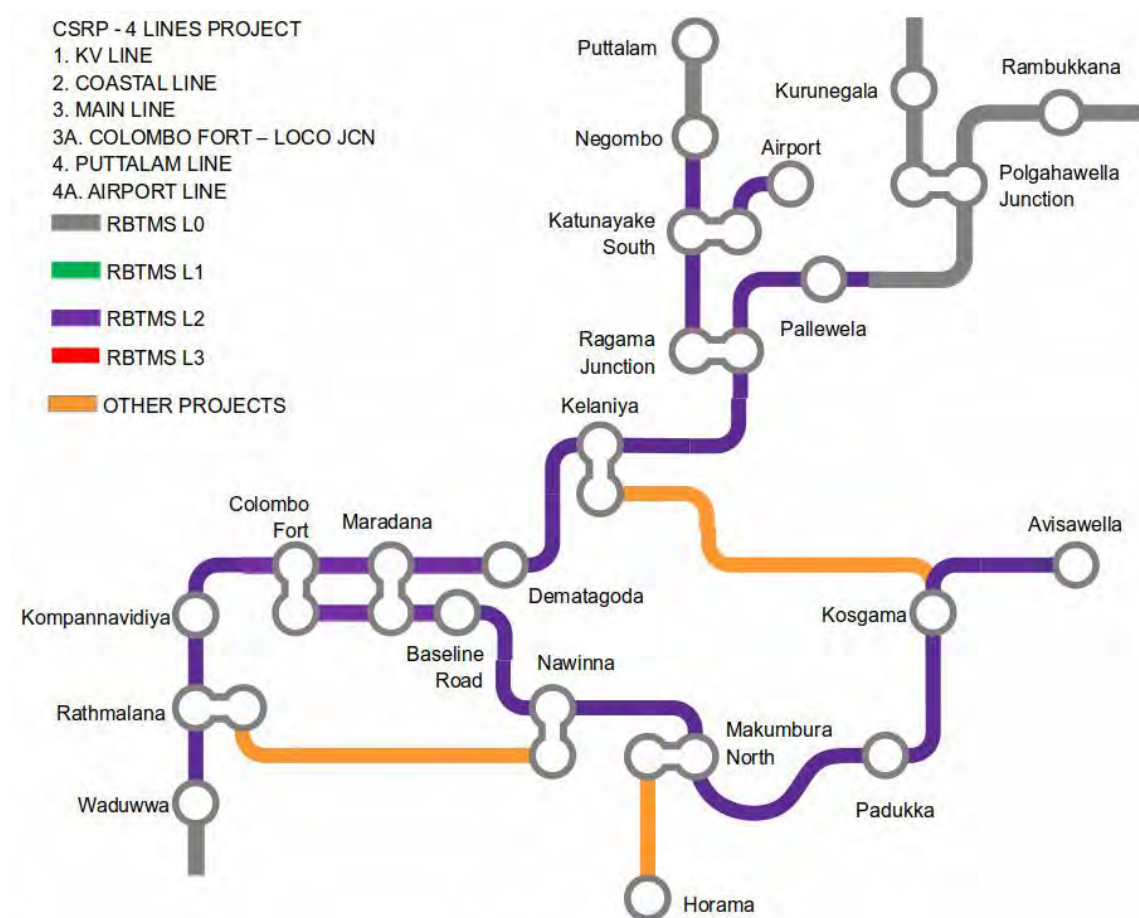 CSRP - 4 LINES PROJECT
1. KV LINE
2. COASTAL LINE
3. MAIN LINE
3A. COLOMBO FORT – LOCO JCN
4. PUTTALAM LINE
4A. AIRPORT LINE
RBTMS L0
RBTMS L1
RBTMS L2
RBTMS L3
OTHER PROJECTS
Puttalam
Negombo
Airport
Katunayake
South
Kurunegala
Rambukkana
Polgahawella
Junction
Pallewela
Ragama
Junction
Kelaniya
Colombo
Fort
Maradana
Dematagoda
Avisawella
Kompannavidiya
Baseline
Road
Kosgama
Nawinna
Rathmalana
Makumbura
North
Waduwwa
Padukka
Horama